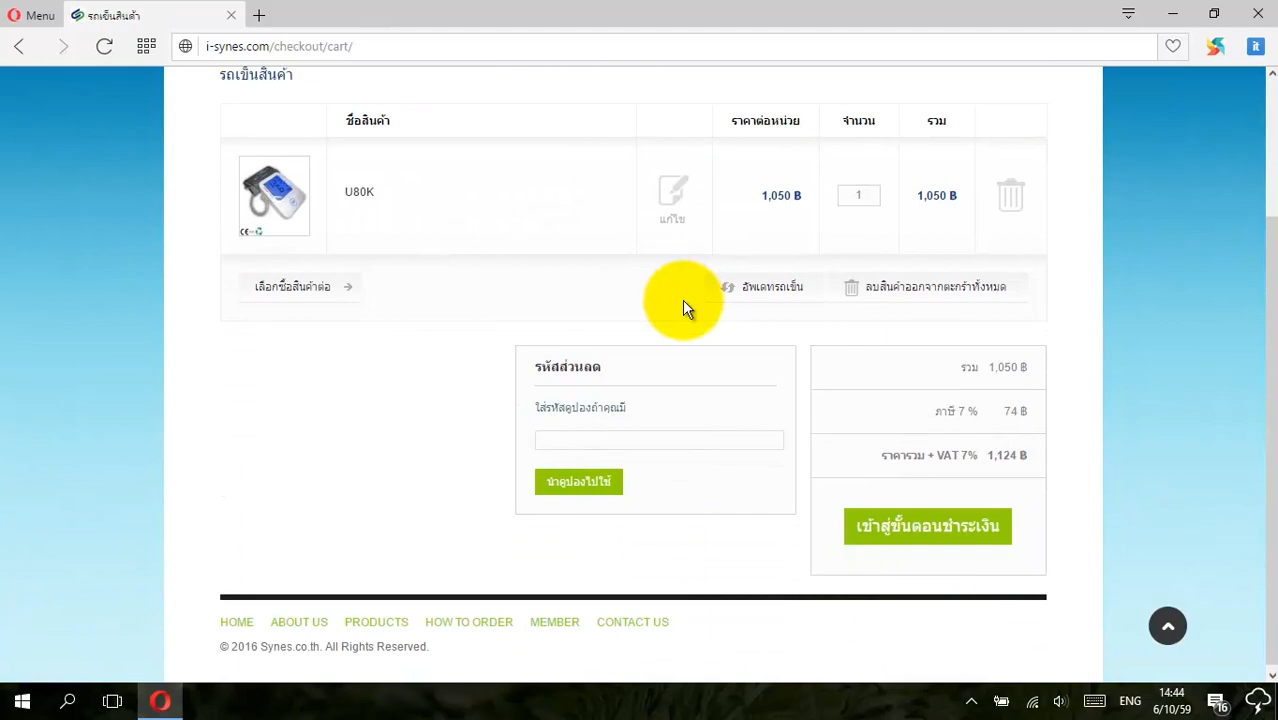 Menu
รถเข็นสินค้า
i-synes.com/checkout/cart/
รถเข็นสินค้า
ชื่อสินค้า ราคาต่อหน่วย จำนวน รวม
U80K แก้ไข 1,050 ฿ 1 1,050 ฿
เลือกซื้อสินค้าต่อ อัพเดทรถเข็น ลบสินค้าออกจากตะกร้าทั้งหมด
รหัสส่วนลด
ใส่รหัสคูปองถ้าคุณมี
นำคูปองไปใช้
รวม 1,050 ฿
ภาษี 7 % 74 ฿
ราคารวม + VAT 7% 1,124 ฿
เข้าสู่ขั้นตอนชำระเงิน
HOME ABOUT US PRODUCTS HOW TO ORDER MEMBER CONTACT US
© 2016 Synes.co.th. All Rights Reserved.
ENG
14:44
6/10/59
16